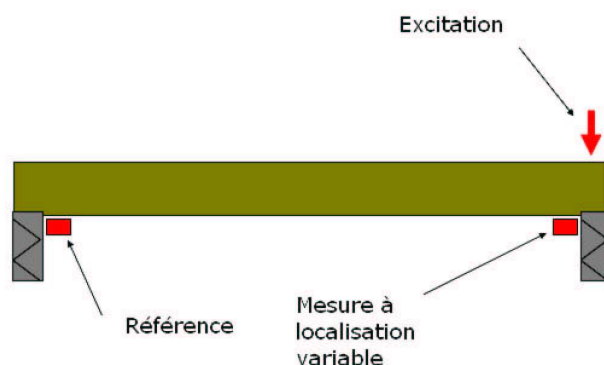 Excitation
Référence
Mesure à
localisation
variable